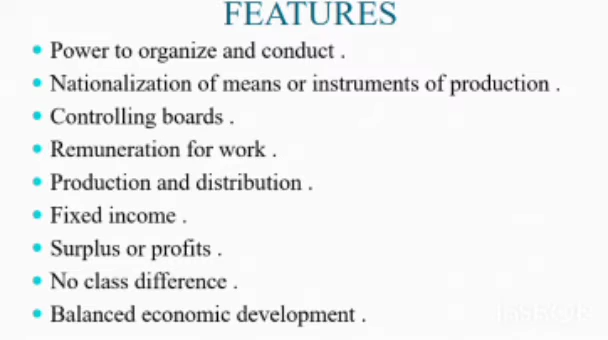 FEATURES
• Power to organize and conduct .
• Nationalization of means or instruments of production .
• Controlling boards .
• Remuneration for work .
• Production and distribution .
• Fixed income .
• Surplus or profits .
• No class difference .
• Balanced economic development .